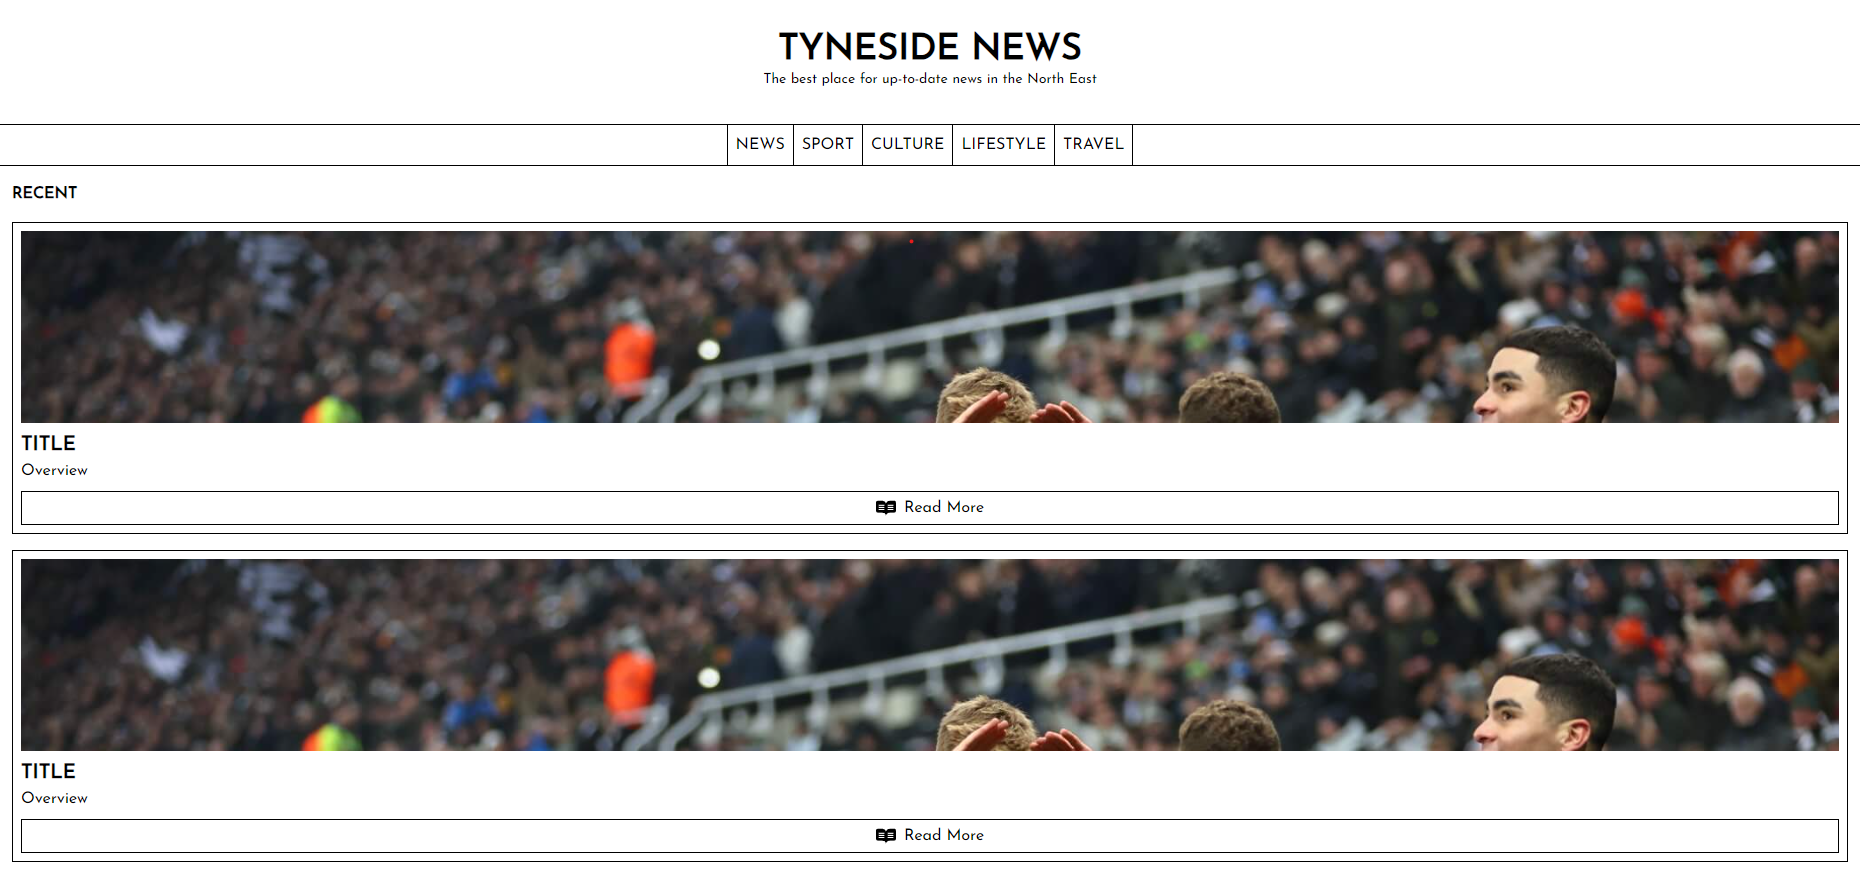 TYNESIDE NEWS
The best place for up-to-date news in the North East
NEWS SPORT CULTURE LIFESTYLE TRAVEL
RECENT
TITLE
Overview
Read More
TITLE
Overview
Read More